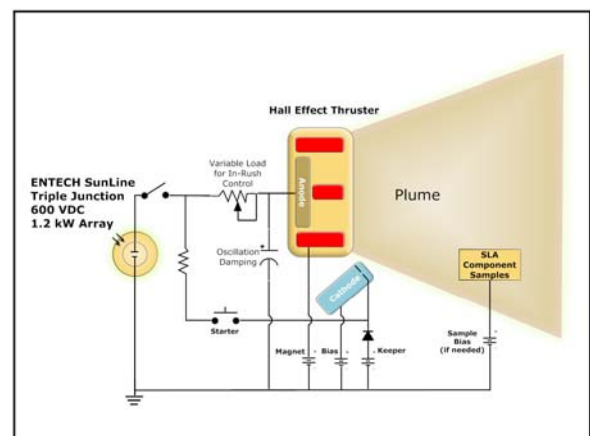 Hall Effect Thruster
Variable Load
for In-Rush
Control
ENTECH SunLine
Triple Junction
600 VDC
1.2 kW Array
Anode
Plume
Oscillation
Damping
SLA
Component
Samples
Cathode
Starter
Magnet
Bias
Keeper
Sample
Bias
(if needed)